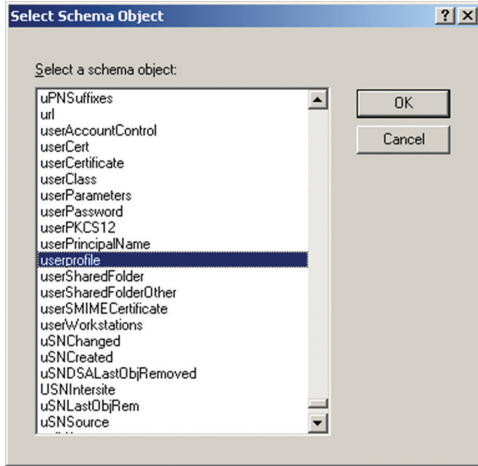 Select Schema Object
Select a schema object:
uPNSuffixes
url
userAccountControl
userCert
userCertificate
userClass
userParameters
userPassword
userPKCS12
userPrincipalName
userprofile
userSharedFolder
userSharedFolderOther
userSMIMECertificate
userWorkstations
uSNChanged
uSNCreated
uSNDSALastObjRemoved
USNIntersite
uSNLastObjRem
uSNSource
OK
Cancel